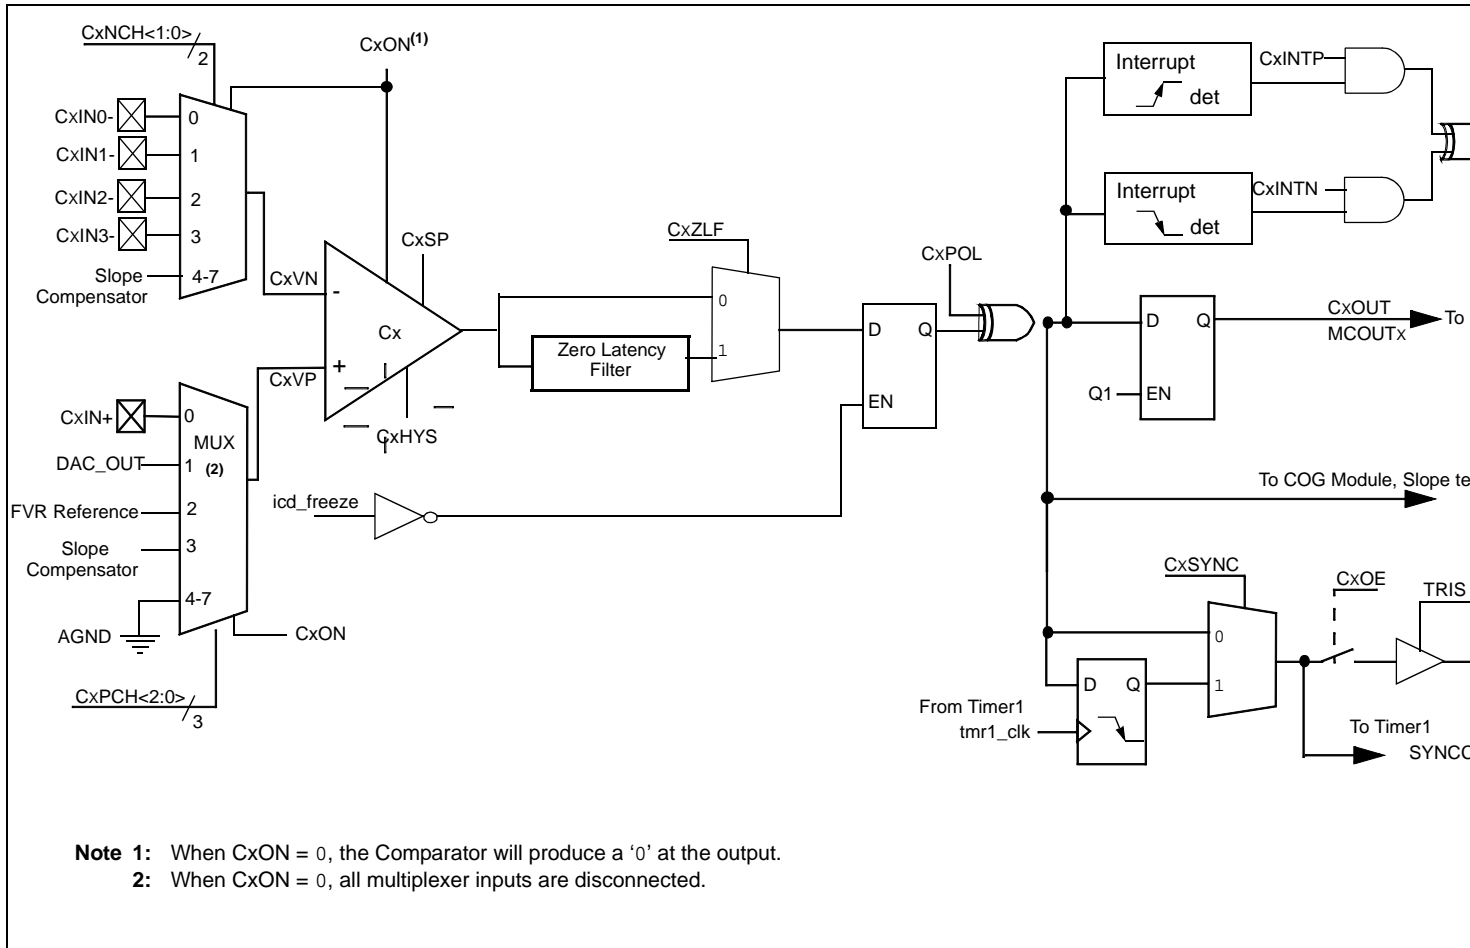 CxNCH<1:0>
2
CxON(1)
CxIN0-
0
CxIN1-
1
CxIN2-
2
CxIN3-
3
Slope
Compensator
4-7
CxVN
-
Cx
+
CxVP
CxSP
CxHYS
CxIN+
0
MUX
(2)
DAC_OUT
1
FVR Reference
2
Slope
Compensator
3
4-7
AGND
CxON
CxPCH<2:0>
3
icd_freeze
CxZLF
0
1
Zero Latency
Filter
D
Q
EN
CxPOL
Interrupt
det
CxINTP
Interrupt
det
CxINTN
D
Q
Q1
EN
CxOUT
MCOUTx
To
To COG Module, Slope te
CxSYNC
0
1
D
Q
From Timer1
tmr1_clk
CxOE
TRIS
To Timer1
SYNCC
Note 1: When CxON = 0, the Comparator will produce a ‘0’ at the output.
2: When CxON = 0, all multiplexer inputs are disconnected.